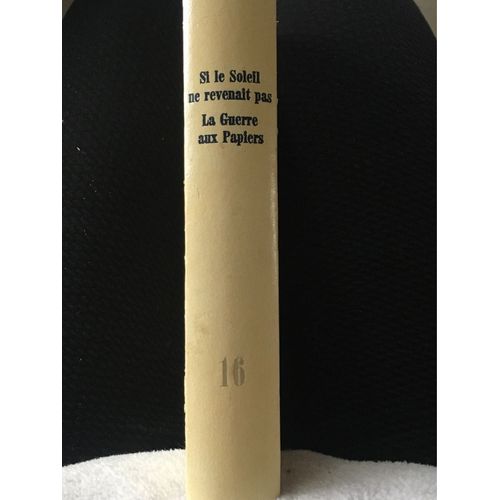 Si le Soleil
ne revenait pas
La Guerre
aux Papiers
16